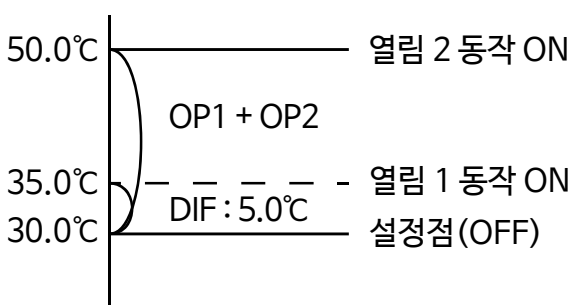 50.0℃ 열림 2 동작 ON
OP1 + OP2
35.0℃ 열림 1 동작 ON
DIF : 5.0℃
30.0℃ 설정점(OFF)